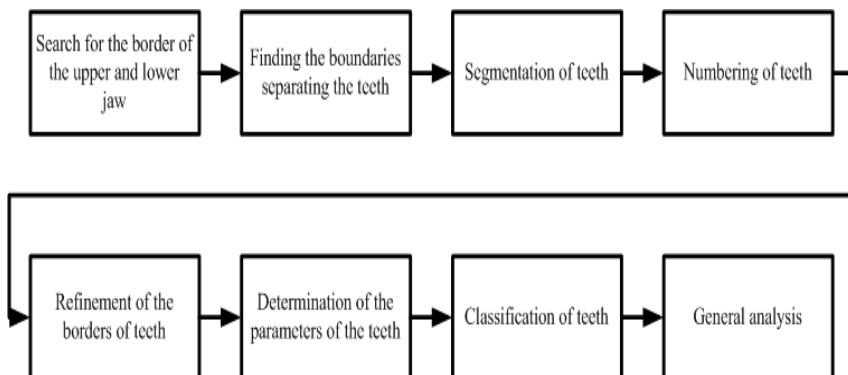 Search for the border of
the upper and lower
jaw
Finding the boundaries
separating the teeth
Segmentation of teeth
Numbering of teeth
Refinement of the
borders of teeth
Determination of the
parameters of the teeth
Classification of teeth
General analysis